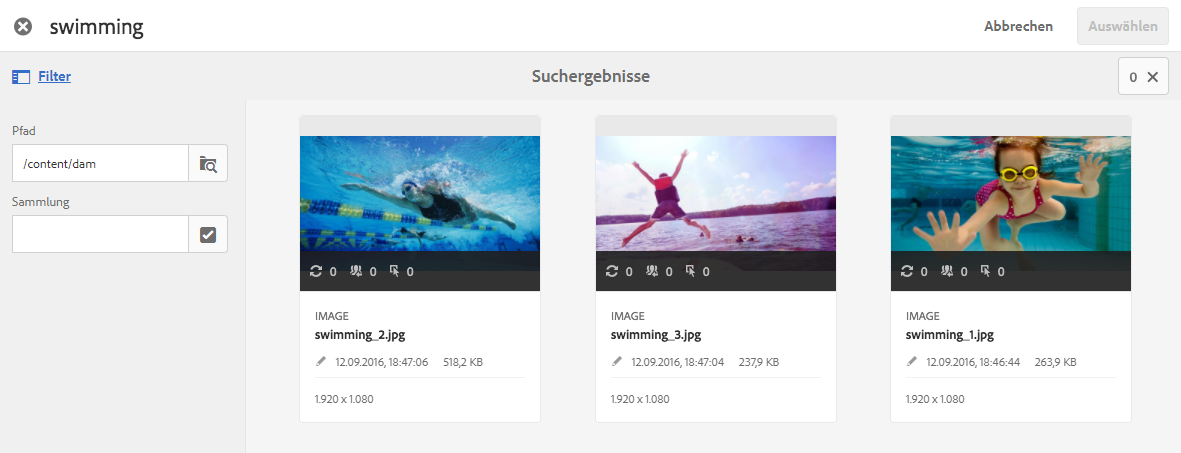 swimming
Abbrechen
Auswählen
Filter
Suchergebnisse
0
Pfad
/content/dam
Sammlung
0 0 0
IMAGE
swimming_2.jpg
12.09.2016, 18:47:06 518,2 KB
1.920 x 1.080
0 0 0
IMAGE
swimming_3.jpg
12.09.2016, 18:47:04 237,9 KB
1.920 x 1.080
0 0 0
IMAGE
swimming_1.jpg
12.09.2016, 18:46:44 263,9 KB
1.920 x 1.080